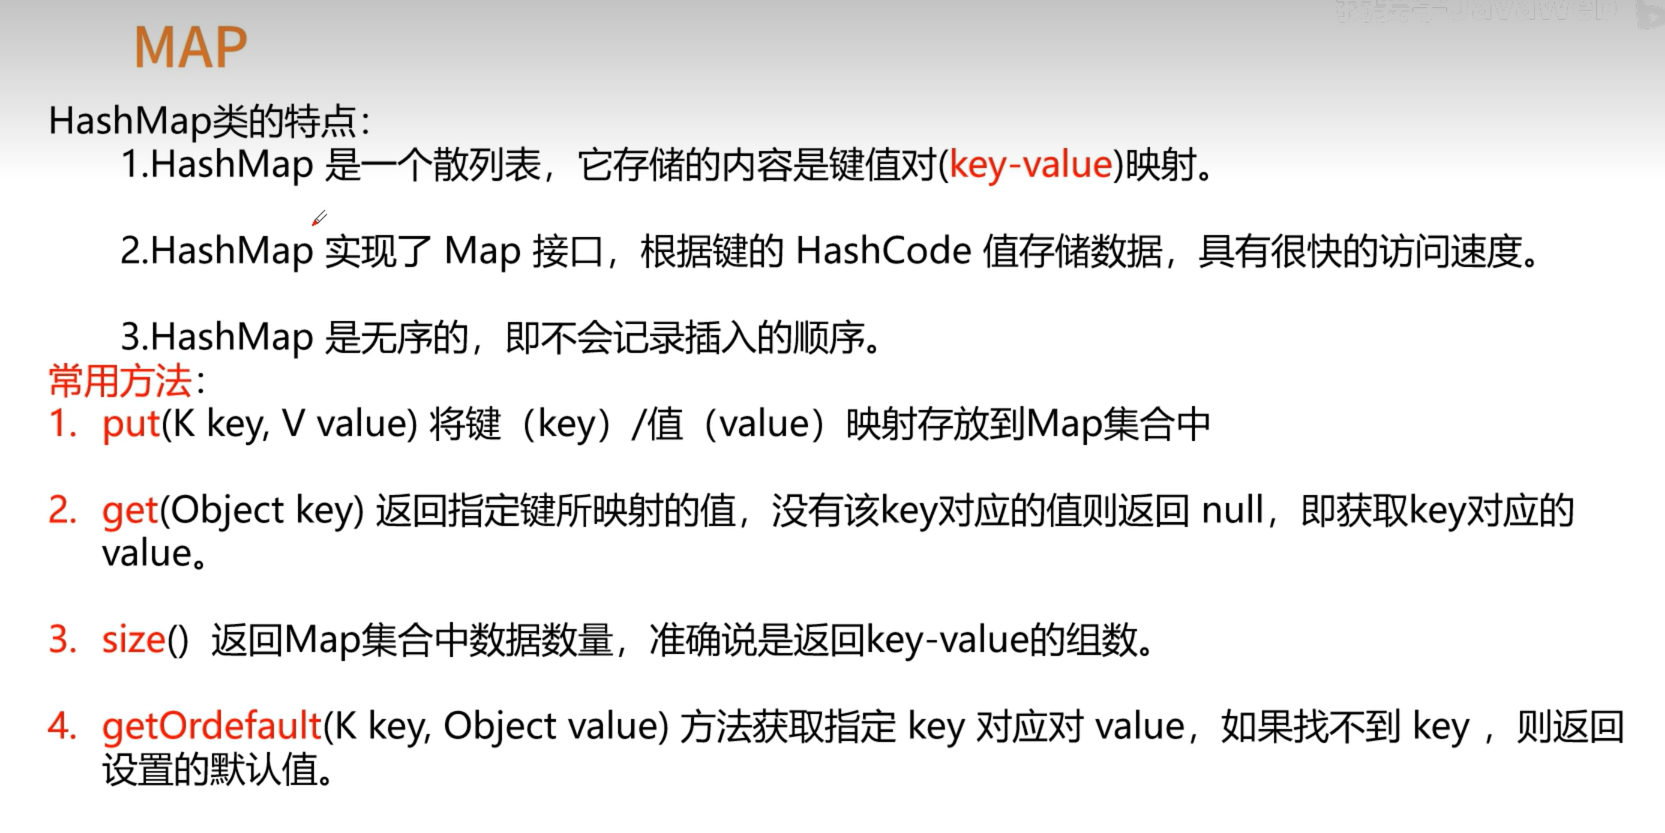 MAP
HashMap类的特点：
1.HashMap 是一个散列表，它存储的内容是键值对(key-value)映射。
2.HashMap 实现了 Map 接口，根据键的 HashCode 值存储数据，具有很快的访问速度。
3.HashMap 是无序的，即不会记录插入的顺序。
常用方法：
1. put(K key, V value) 将键（key）/值（value）映射存放到Map集合中
2. get(Object key) 返回指定键所映射的值，没有该key对应的值则返回 null，即获取key对应的
value。
3. size() 返回Map集合中数据数量，准确说是返回key-value的组数。
4. getOrdefault(K key, Object value) 方法获取指定 key 对应对 value，如果找不到 key ，则返回
设置的默认值。